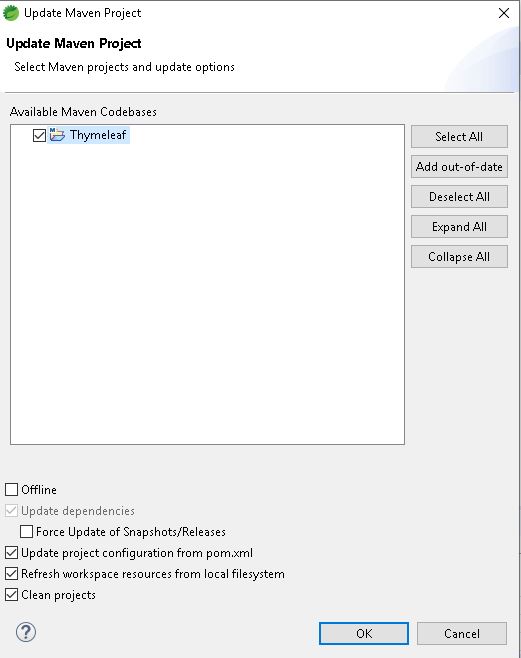 Update Maven Project
Update Maven Project
Select Maven projects and update options
Available Maven Codebases
Thymeleaf
Select All
Add out-of-date
Deselect All
Expand All
Collapse All
Offline
Update dependencies
Force Update of Snapshots/Releases
Update project configuration from pom.xml
Refresh workspace resources from local filesystem
Clean projects
?
OK
Cancel